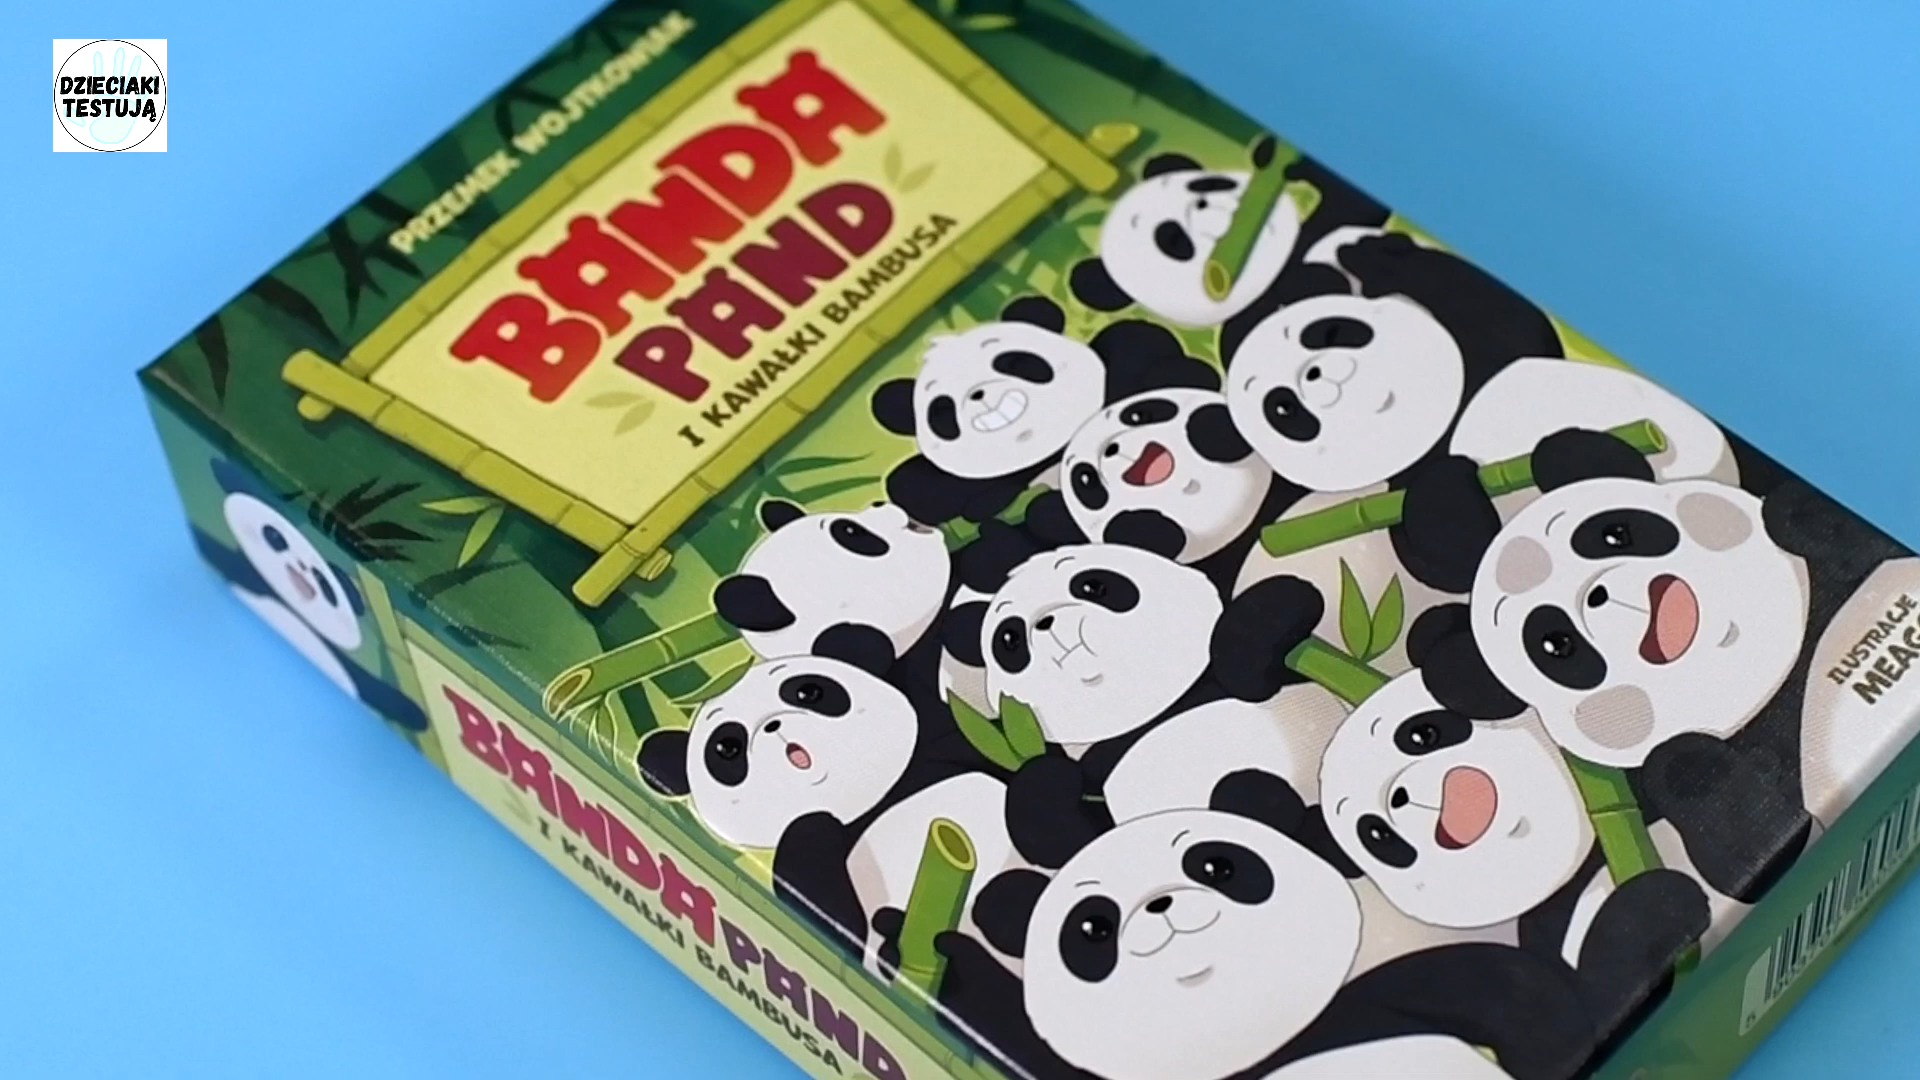 DZIECIAKI
TESTUJĄ
PRZEMEK WOJTKOWIAK
BANDA
PAND
I KAWAŁKI BAMBUSA
ILUSTRACJE
BANDA PAND
I KAWAŁKI BAMBUSA